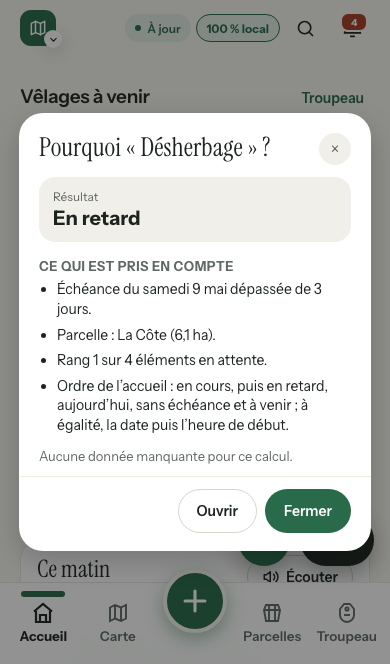 À jour
100 % local
4
Vêlages à venir
Troupeau
Pourquoi « Désherbage » ?
×
Résultat
En retard
CE QUI EST PRIS EN COMPTE
• Échéance du samedi 9 mai dépassée de 3
jours.
• Parcelle : La Côte (6,1 ha).
• Rang 1 sur 4 éléments en attente.
• Ordre de l’accueil : en cours, puis en retard,
aujourd’hui, sans échéance et à venir ; à
égalité, la date puis l’heure de début.
Aucune donnée manquante pour ce calcul.
Ouvrir
Fermer
Ce matin
Écouter
Accueil
Carte
Parcelles
Troupeau